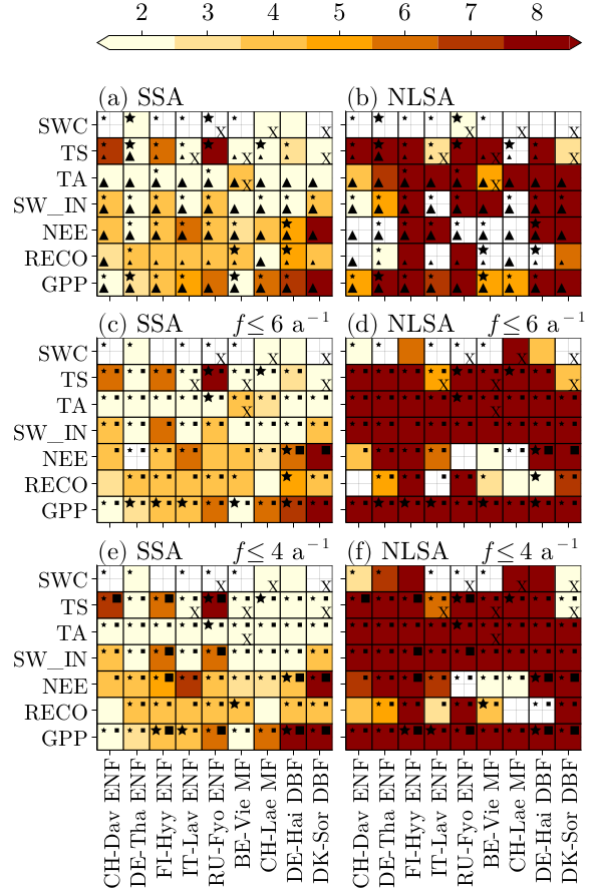 2 3 4 5 6 7 8
(a) SSA (b) NLSA
SWC
TS
TA
SW_IN
NEE
RECO
GPP
(c) SSA f ≤ 6 a⁻¹ (d) NLSA f ≤ 6 a⁻¹
SWC
TS
TA
SW_IN
NEE
RECO
GPP
(e) SSA f ≤ 4 a⁻¹ (f) NLSA f ≤ 4 a⁻¹
SWC
TS
TA
SW_IN
NEE
RECO
GPP
CH-Dav ENF
DE-Tha ENF
FI-Hyy ENF
IT-Lav ENF
RU-Fyo ENF
BE-Vie MF
CH-Lae MF
DE-Hai DBF
DK-Sor DBF
CH-Dav ENF
DE-Tha ENF
FI-Hyy ENF
IT-Lav ENF
RU-Fyo ENF
BE-Vie MF
CH-Lae MF
DE-Hai DBF
DK-Sor DBF